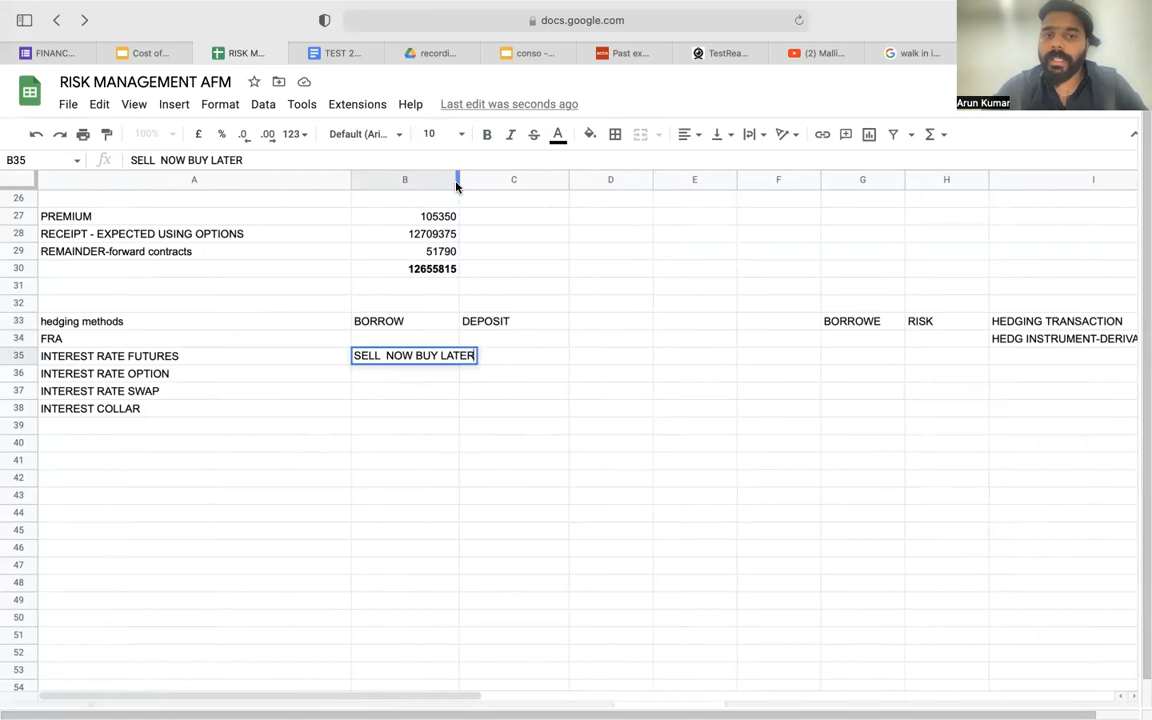 docs.google.com
FINANC...
Cost of...
RISK M...
TEST 2...
recordi...
conso -...
Past ex...
TestRea...
(2) Malli...
walk in i...
RISK MANAGEMENT AFM
File Edit View Insert Format Data Tools Extensions Help Last edit was seconds ago
Arun Kumar
100% £ % .0 .00 123 Default (Ari... 10 B I S A
B35 fx SELL  NOW BUY LATER
A B C D E F G H I
26
27 PREMIUM 105350
28 RECEIPT - EXPECTED USING OPTIONS 12709375
29 REMAINDER-forward contracts 51790
30 12655815
31
32
33 hedging methods BORROW DEPOSIT BORROWE RISK HEDGING TRANSACTION
34 FRA HEDG INSTRUMENT-DERIVA
35 INTEREST RATE FUTURES SELL  NOW BUY LATER
36 INTEREST RATE OPTION
37 INTEREST RATE SWAP
38 INTEREST COLLAR
39
40
41
42
43
44
45
46
47
48
49
50
51
52
53
54